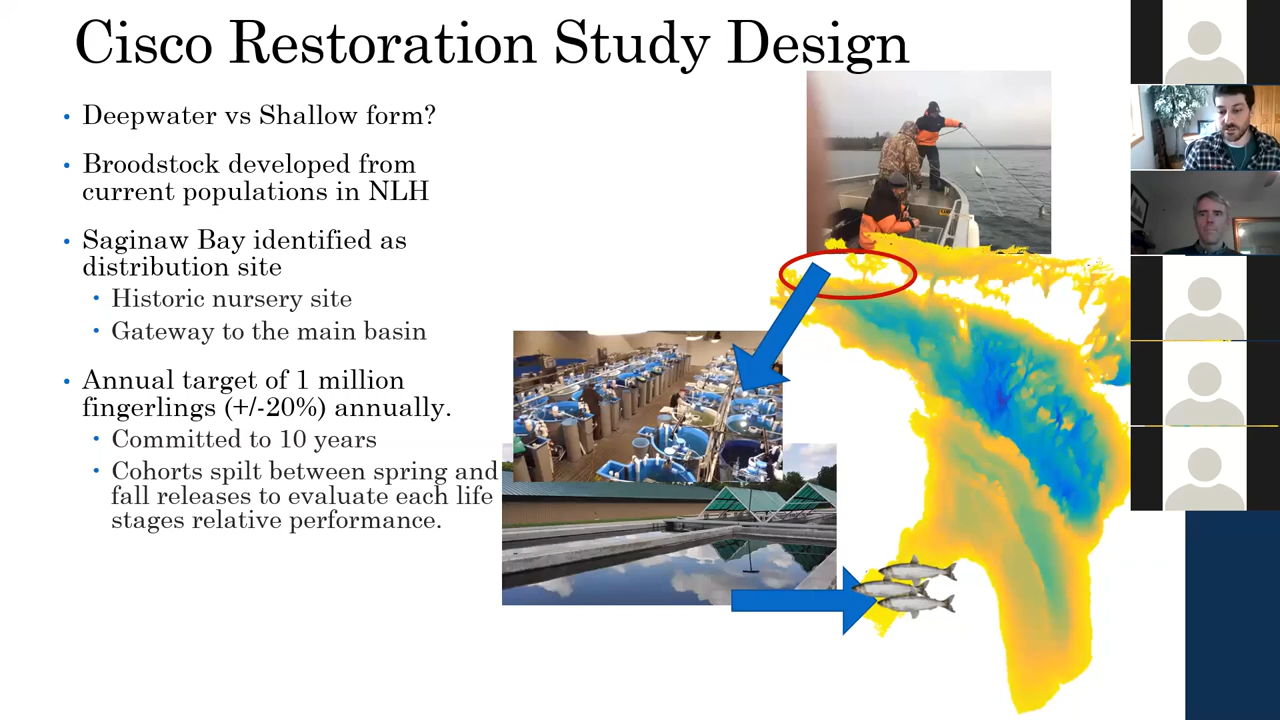 Cisco Restoration Study Design
• Deepwater vs Shallow form?
• Broodstock developed from
current populations in NLH
• Saginaw Bay identified as
distribution site
• Historic nursery site
• Gateway to the main basin
• Annual target of 1 million
fingerlings (+/-20%) annually.
• Committed to 10 years
• Cohorts spilt between spring and
fall releases to evaluate each life
stages relative performance.